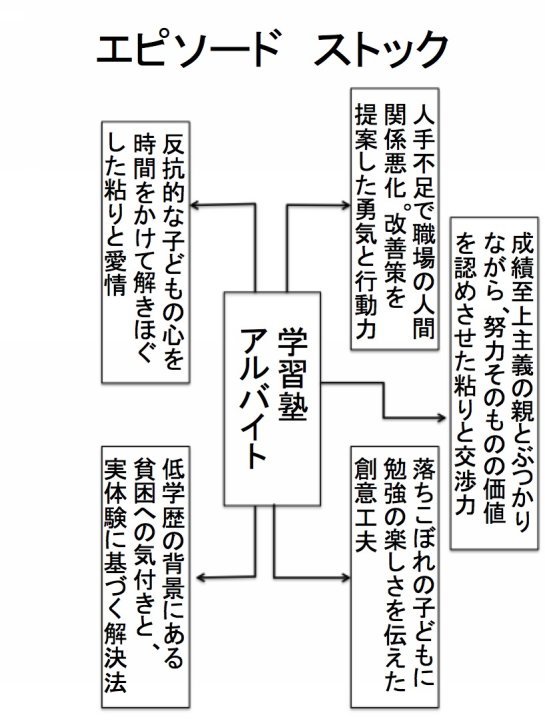 エピソード ストック
人手不足で職場の人間
関係悪化。改善策を
提案した勇気と行動力
反抗的な子どもの心を
時間をかけて解きほぐ
した粘りと愛情
成績至上主義の親とぶつかり
ながら、努力そのものの価値
を認めさせた粘りと交渉力
学習塾
アルバイト
落ちこぼれの子どもに
勉強の楽しさを伝えた
創意工夫
低学歴の背景にある
貧困への気付きと、
実体験に基づく解決法